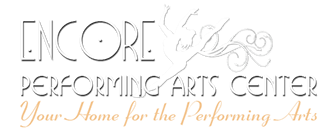 ENCORE
PERFORMING ARTS CENTER
Your Home for the Performing Arts